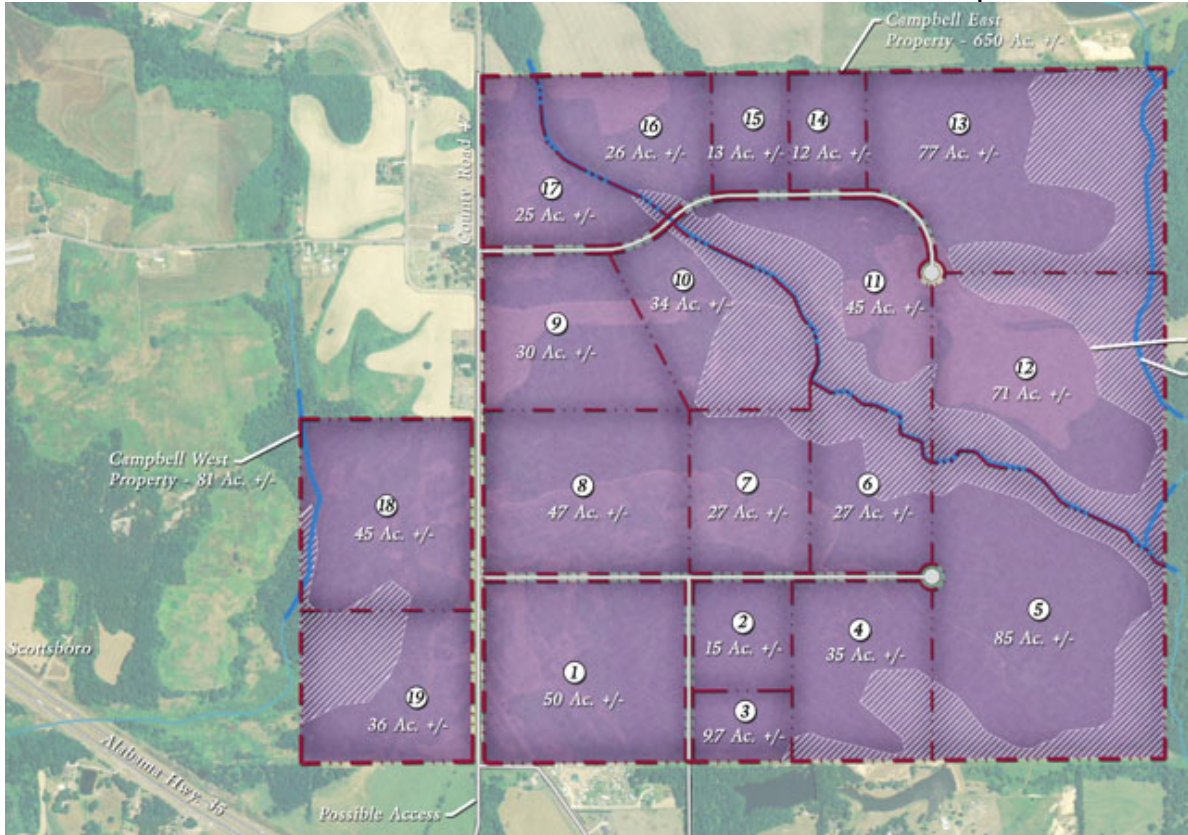 Campbell East
Property - 650 Ac. +/-
County Road 47
16
26 Ac. +/-
15
13 Ac. +/-
14
12 Ac. +/-
13
77 Ac. +/-
17
25 Ac. +/-
10
34 Ac. +/-
11
45 Ac. +/-
9
30 Ac. +/-
12
71 Ac. +/-
Campbell West
Property - 81 Ac. +/-
18
45 Ac. +/-
8
47 Ac. +/-
7
27 Ac. +/-
6
27 Ac. +/-
5
85 Ac. +/-
2
15 Ac. +/-
4
35 Ac. +/-
Scottsboro
1
50 Ac. +/-
19
36 Ac. +/-
3
9.7 Ac. +/-
Alabama Hwy. 35
Possible Access